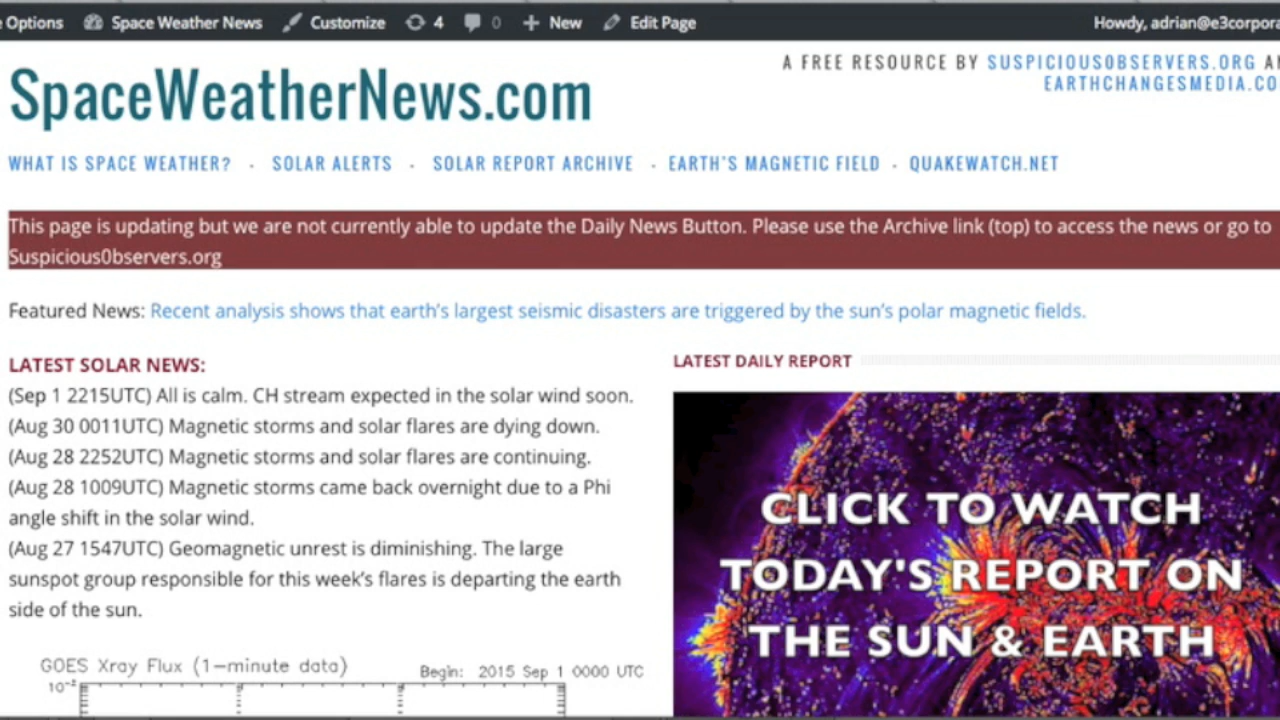 e Options Space Weather News Customize 4 0 New Edit Page Howdy, adrian@e3corpora
A FREE RESOURCE BY SUSPICIOUS0BSERVERS.ORG AN
EARTHCHANGESMEDIA.CO
SpaceWeatherNews.com
WHAT IS SPACE WEATHER? - SOLAR ALERTS - SOLAR REPORT ARCHIVE - EARTH'S MAGNETIC FIELD - QUAKEWATCH.NET
This page is updating but we are not currently able to update the Daily News Button. Please use the Archive link (top) to access the news or go to
Suspicious0bservers.org
Featured News: Recent analysis shows that earth's largest seismic disasters are triggered by the sun's polar magnetic fields.
LATEST SOLAR NEWS:
(Sep 1 2215UTC) All is calm. CH stream expected in the solar wind soon.
(Aug 30 0011UTC) Magnetic storms and solar flares are dying down.
(Aug 28 2252UTC) Magnetic storms and solar flares are continuing.
(Aug 28 1009UTC) Magnetic storms came back overnight due to a Phi
angle shift in the solar wind.
(Aug 27 1547UTC) Geomagnetic unrest is diminishing. The large
sunspot group responsible for this week's flares is departing the earth
side of the sun.
GOES Xray Flux (1-minute data) Begin: 2015 Sep 1 0000 UTC
10⁻²
LATEST DAILY REPORT
CLICK TO WATCH
TODAY'S REPORT ON
THE SUN & EARTH